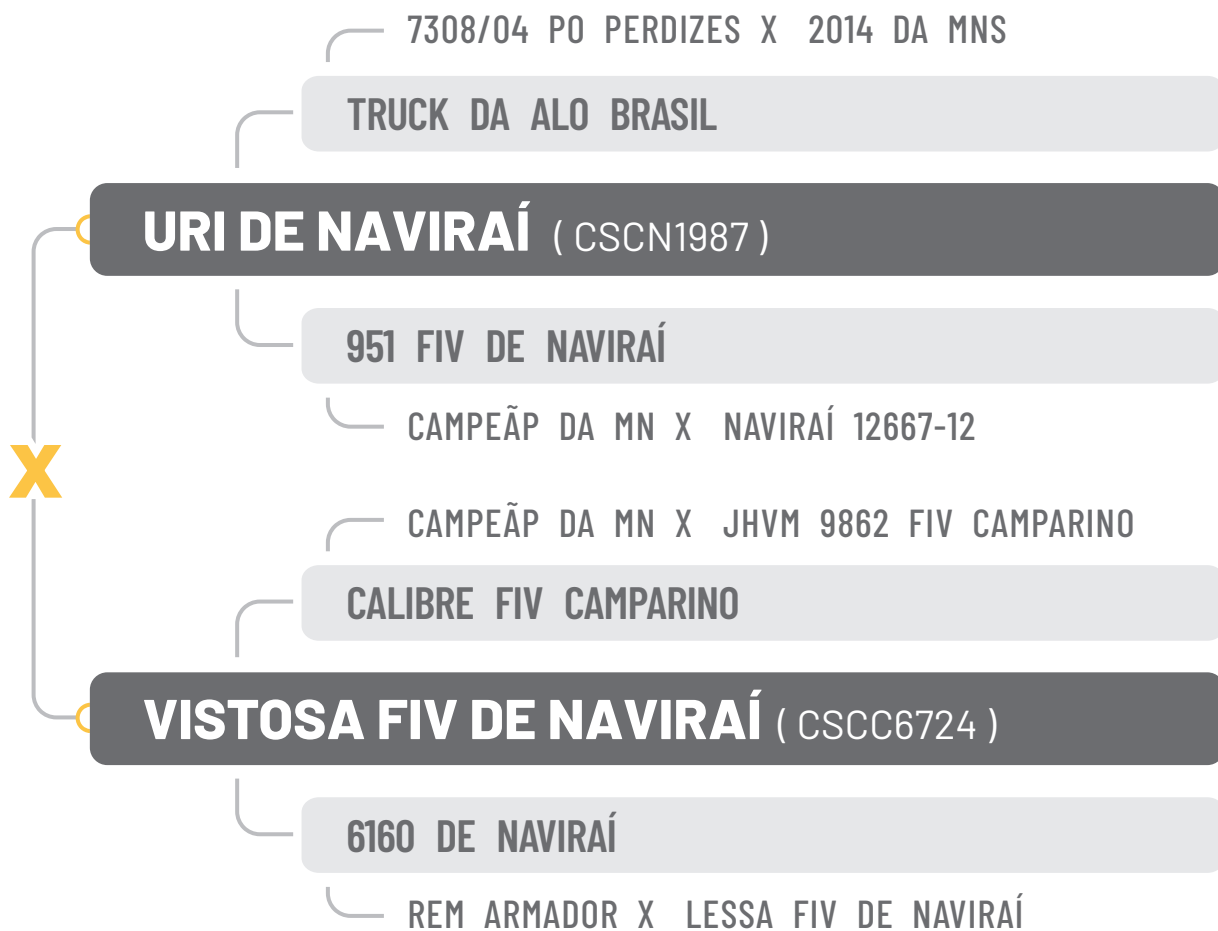 7308/04 PO PERDIZES X 2014 DA MNS
TRUCK DA ALO BRASIL
URI DE NAVIRAÍ ( CSCN1987 )
951 FIV DE NAVIRAÍ
CAMPEÃP DA MN X NAVIRAÍ 12667-12
X
CAMPEÃP DA MN X JHVM 9862 FIV CAMPARINO
CALIBRE FIV CAMPARINO
VISTOSA FIV DE NAVIRAÍ ( CSCC6724 )
6160 DE NAVIRAÍ
REM ARMADOR X LESSA FIV DE NAVIRAÍ